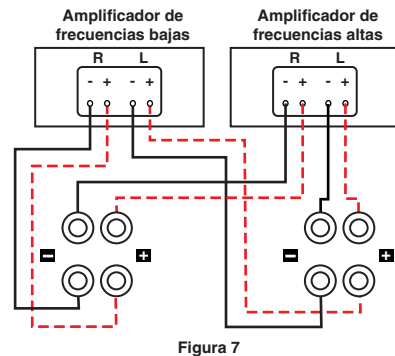 Amplificador de
frecuencias bajas
Amplificador de
frecuencias altas
R L
- + - +
R L
- + - +
- +
- +
Figura 7